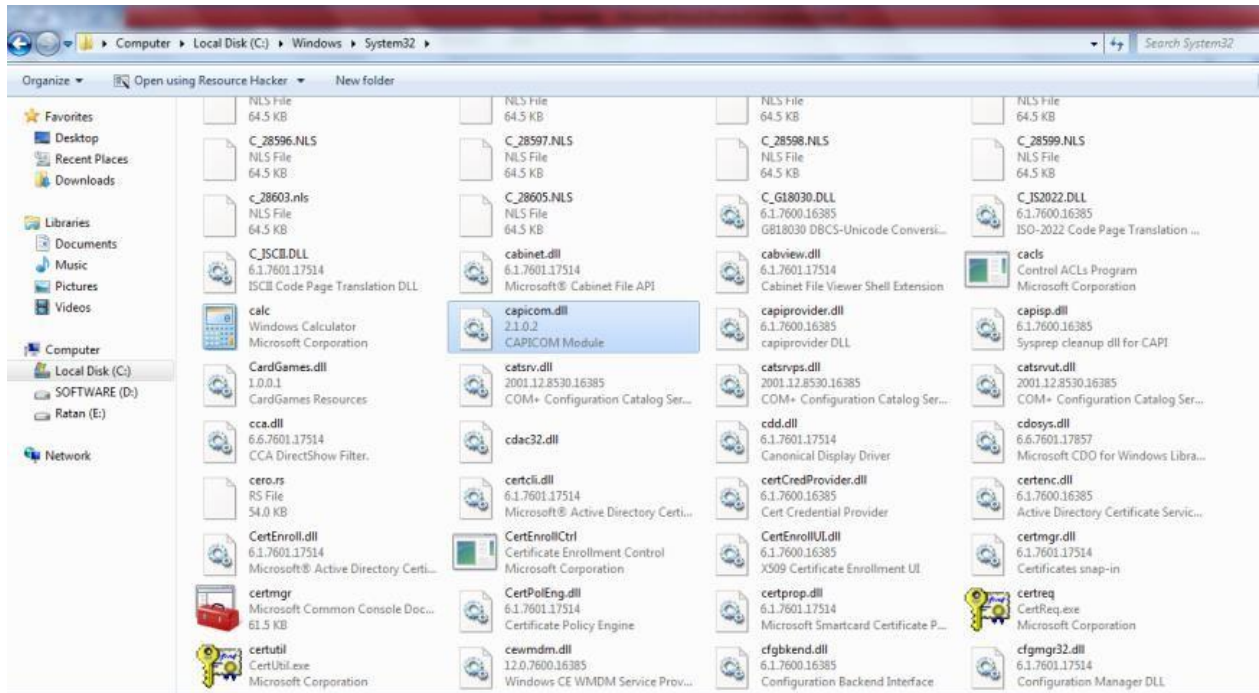 Computer ▸ Local Disk (C:) ▸ Windows ▸ System32 ▸
Search System32
Organize Open using Resource Hacker New folder
Favorites
Desktop
Recent Places
Downloads
Libraries
Documents
Music
Pictures
Videos
Computer
Local Disk (C:)
SOFTWARE (D:)
Ratan (E:)
Network
NLS File
64.5 KB
NLS File
64.5 KB
NLS File
64.5 KB
NLS File
64.5 KB
C_28596.NLS
NLS File
64.5 KB
C_28597.NLS
NLS File
64.5 KB
C_28598.NLS
NLS File
64.5 KB
C_28599.NLS
NLS File
64.5 KB
c_28603.nls
NLS File
64.5 KB
C_28605.NLS
NLS File
64.5 KB
C_G18030.DLL
6.1.7600.16385
GB18030 DBCS-Unicode Conversi...
C_IS2022.DLL
6.1.7600.16385
ISO-2022 Code Page Translation ...
C_ISCII.DLL
6.1.7601.17514
ISCII Code Page Translation DLL
cabinet.dll
6.1.7601.17514
Microsoft® Cabinet File API
cabview.dll
6.1.7601.17514
Cabinet File Viewer Shell Extension
cacls
Control ACLs Program
Microsoft Corporation
calc
Windows Calculator
Microsoft Corporation
capicom.dll
2.1.0.2
CAPICOM Module
capiprovider.dll
6.1.7600.16385
capiprovider DLL
capisp.dll
6.1.7600.16385
Sysprep cleanup dll for CAPI
CardGames.dll
1.0.0.1
CardGames Resources
catsrv.dll
2001.12.8530.16385
COM+ Configuration Catalog Ser...
catsrvps.dll
2001.12.8530.16385
COM+ Configuration Catalog Ser...
catsrvut.dll
2001.12.8530.16385
COM+ Configuration Catalog Ser...
cca.dll
6.6.7601.17514
CCA DirectShow Filter.
cdac32.dll
cdd.dll
6.1.7601.17514
Canonical Display Driver
cdosys.dll
6.6.7601.17857
Microsoft CDO for Windows Libra...
cero.rs
RS File
54.0 KB
certcli.dll
6.1.7601.17514
Microsoft® Active Directory Certi...
certCredProvider.dll
6.1.7600.16385
Cert Credential Provider
certenc.dll
6.1.7600.16385
Active Directory Certificate Servic...
CertEnroll.dll
6.1.7601.17514
Microsoft® Active Directory Certi...
CertEnrollCtrl
Certificate Enrollment Control
Microsoft Corporation
CertEnrollUI.dll
6.1.7600.16385
X509 Certificate Enrollment UI
certmgr.dll
6.1.7601.17514
Certificates snap-in
certmgr
Microsoft Common Console Doc...
61.5 KB
CertPolEng.dll
6.1.7601.17514
Certificate Policy Engine
certprop.dll
6.1.7601.17514
Microsoft Smartcard Certificate P...
certreq
CertReq.exe
Microsoft Corporation
certutil
CertUtil.exe
Microsoft Corporation
cewmdm.dll
12.0.7600.16385
Windows CE WMDM Service Prov...
cfgbkend.dll
6.1.7600.16385
Configuration Backend Interface
cfgmgr32.dll
6.1.7601.17514
Configuration Manager DLL